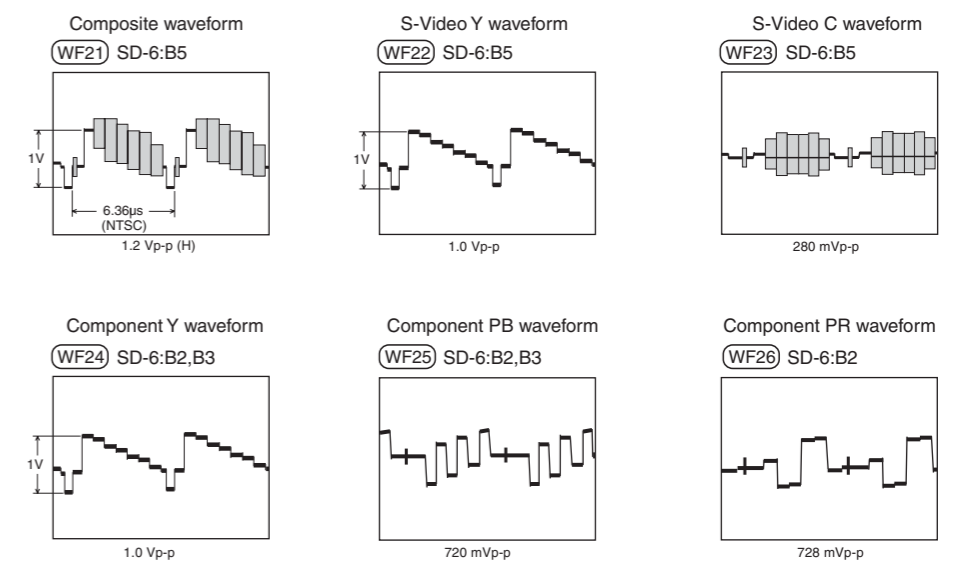 Composite waveform
WF21 SD-6:B5
1V
6.36μs
(NTSC)
1.2 Vp-p (H)
S-Video Y waveform
WF22 SD-6:B5
1V
1.0 Vp-p
S-Video C waveform
WF23 SD-6:B5
280 mVp-p
Component Y waveform
WF24 SD-6:B2,B3
1V
1.0 Vp-p
Component PB waveform
WF25 SD-6:B2,B3
720 mVp-p
Component PR waveform
WF26 SD-6:B2
728 mVp-p